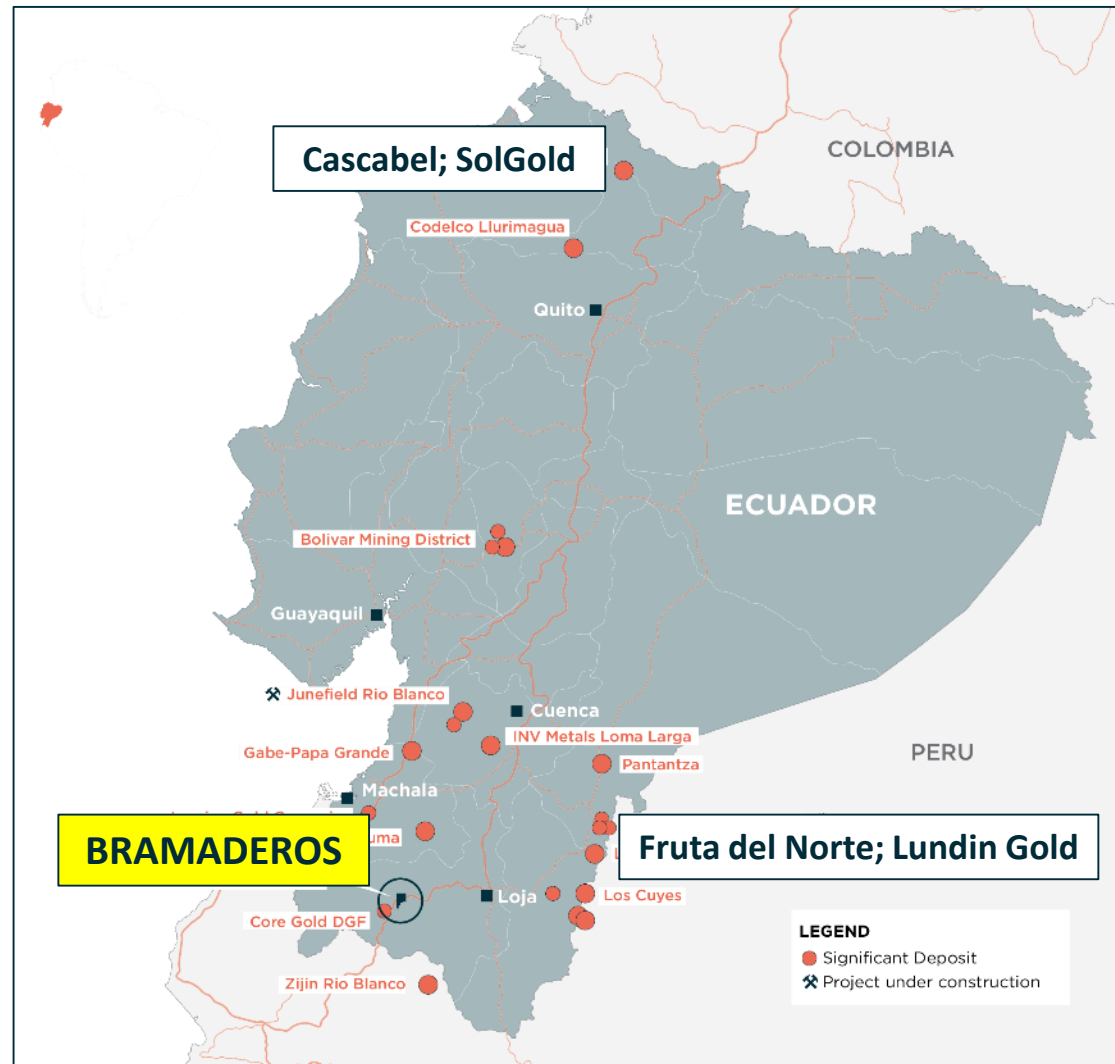 Cascabel; SolGold
COLOMBIA
Codelco Llurimagua
Quito
ECUADOR
Bolivar Mining District
Guayaquil
Junefield Rio Blanco
Cuenca
INV Metals Loma Larga
Gabe-Papa Grande
Pantantza
PERU
Machala
BRAMADEROS
Fruta del Norte; Lundin Gold
Loja
Los Cuyes
Core Gold DGF
LEGEND
Significant Deposit
Project under construction
Zijin Rio Blanco